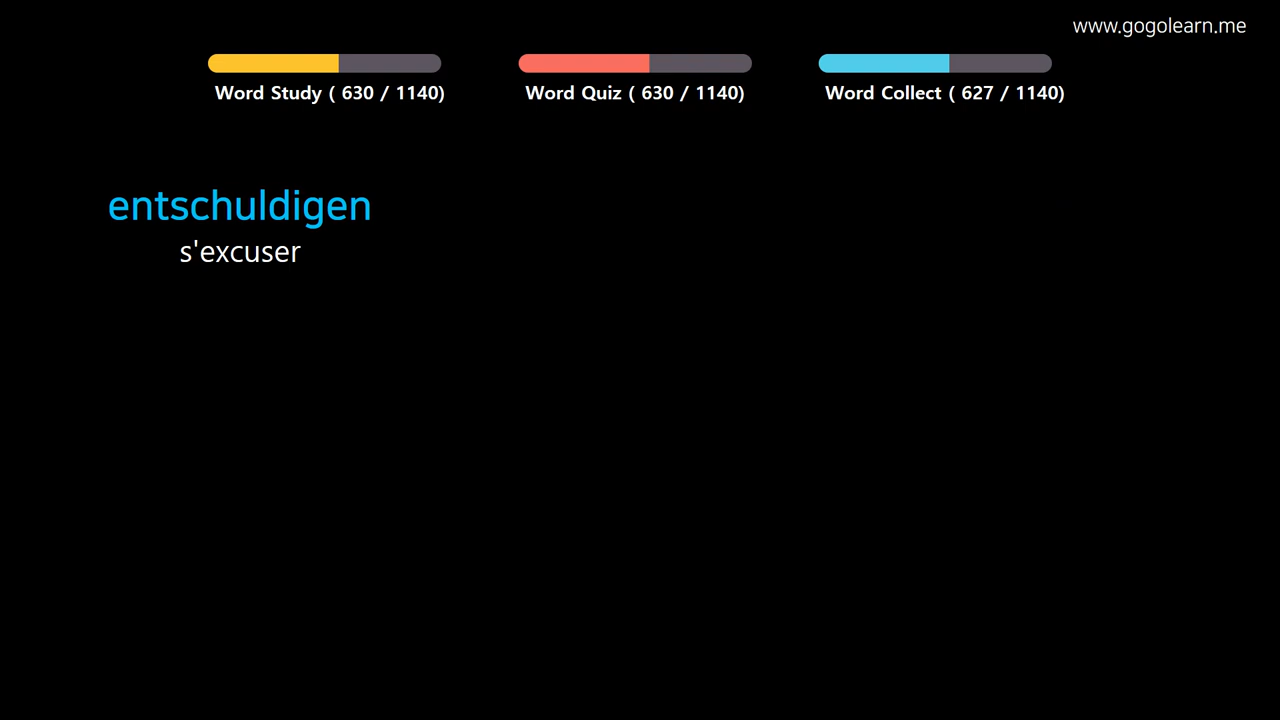 www.gogolearn.me
Word Study ( 630 / 1140)
Word Quiz ( 630 / 1140)
Word Collect ( 627 / 1140)
entschuldigen
s'excuser